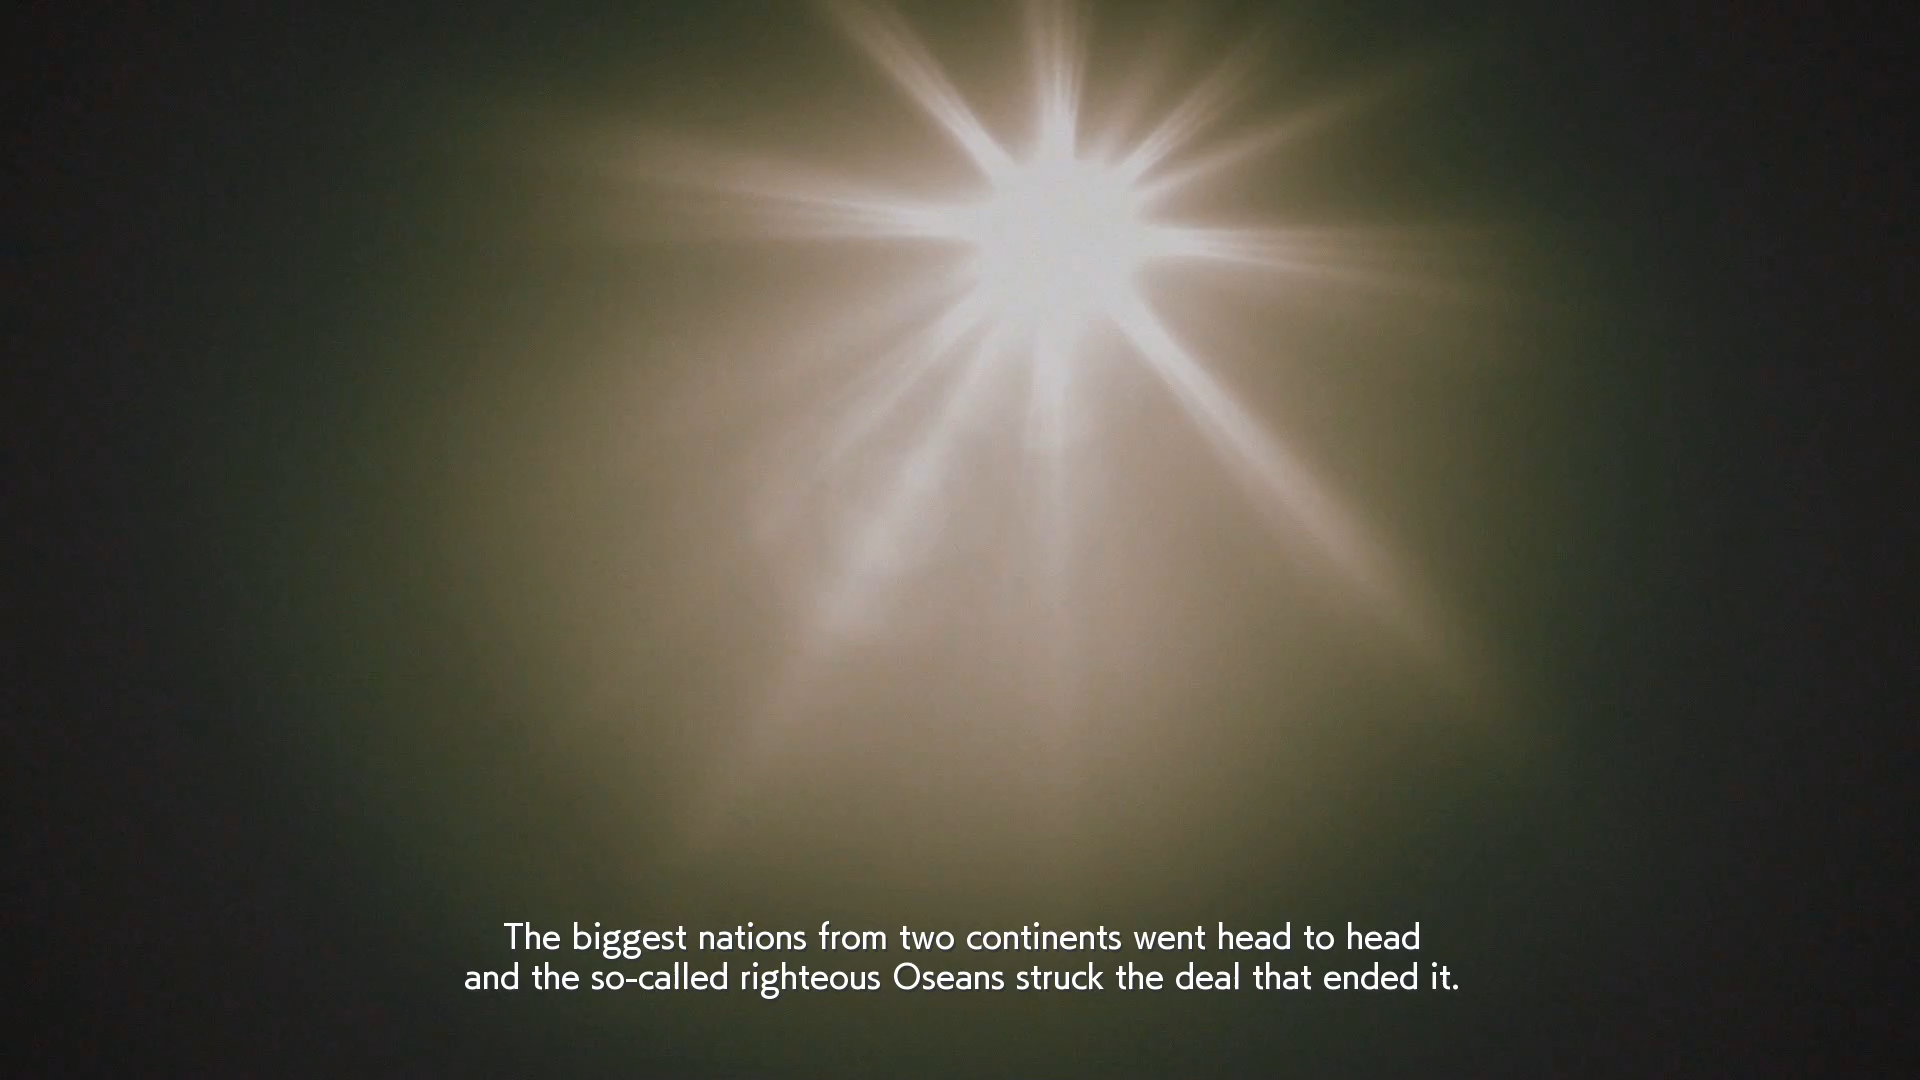 The biggest nations from two continents went head to head
and the so-called righteous Oseans struck the deal that ended it.